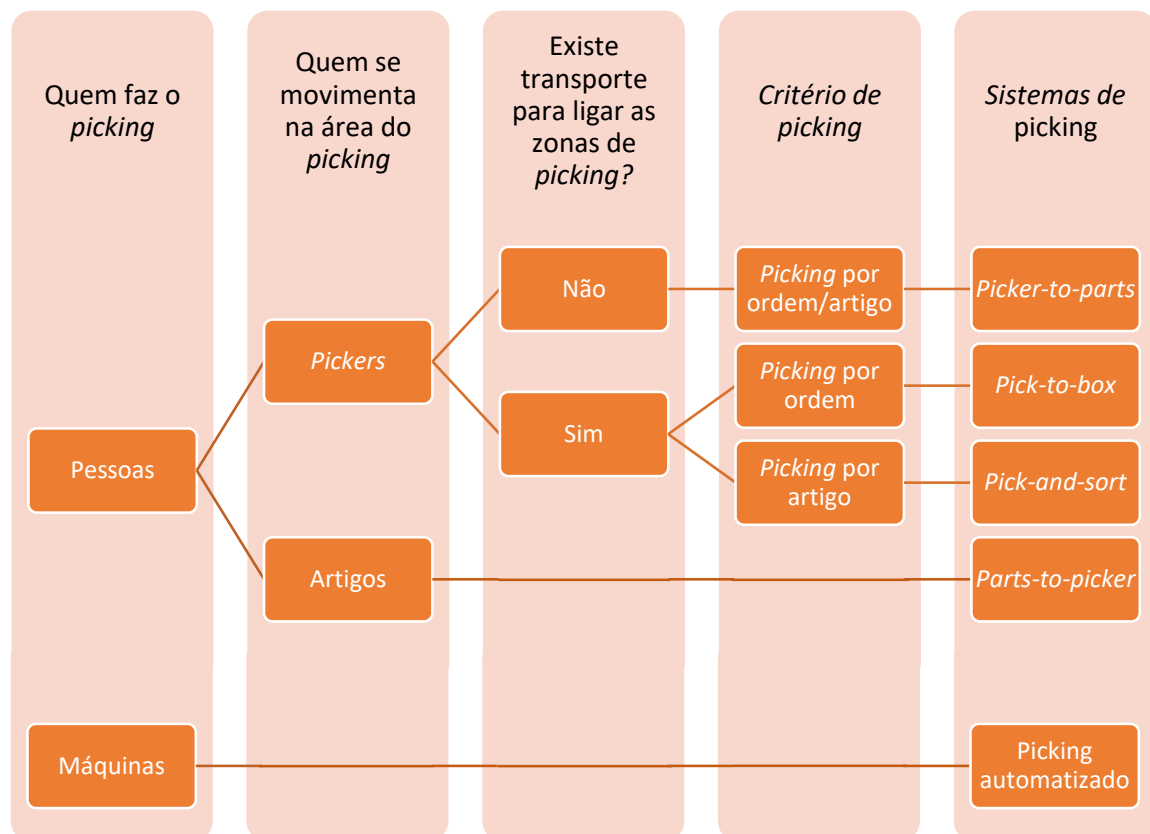 Quem faz o
picking
Quem se
movimenta
na área do
picking
Existe
transporte
para ligar as
zonas de
picking?
Critério de
picking
Sistemas de
picking
Pessoas
Pickers
Artigos
Não
Sim
Picking por
ordem/artigo
Picking por
ordem
Picking por
artigo
Picker-to-parts
Pick-to-box
Pick-and-sort
Parts-to-picker
Máquinas
Picking
automatizado